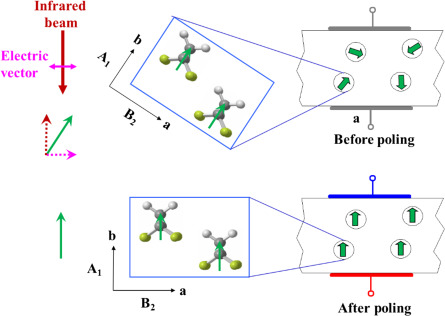 Infrared
beam
Electric
vector
b
A1
B2
a
a
Before poling
b
A1
B2
a
After poling